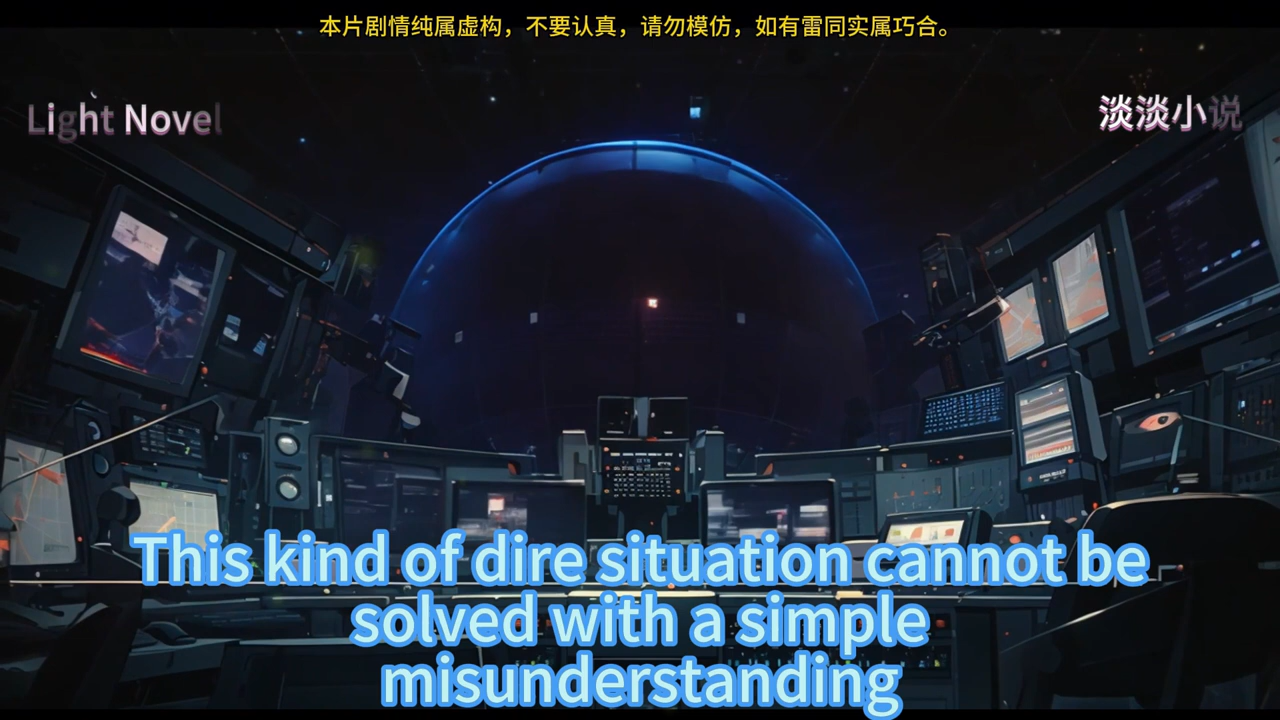 本片剧情纯属虚构，不要认真，请勿模仿，如有雷同实属巧合。
Light Novel
淡淡小说
This kind of dire situation cannot be
solved with a simple
misunderstanding